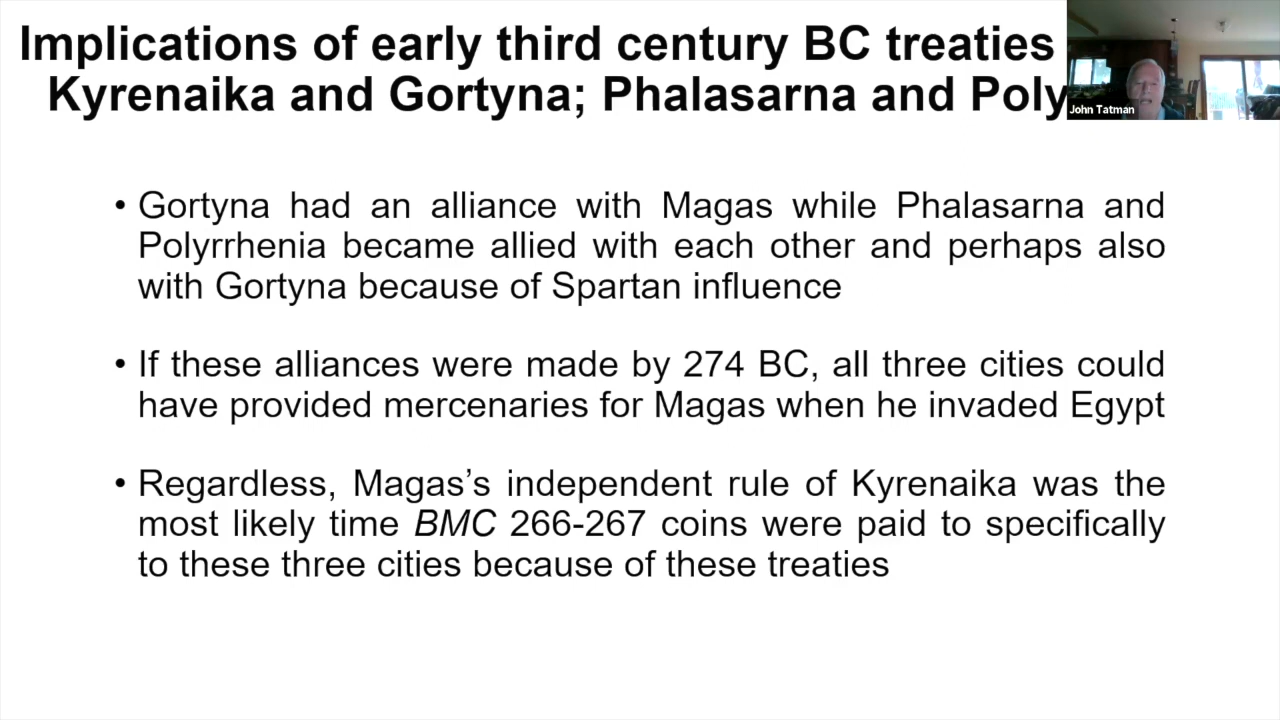 Implications of early third century BC treaties
Kyrenaika and Gortyna; Phalasarna and Poly
John Tatman
• Gortyna had an alliance with Magas while Phalasarna and
Polyrrhenia became allied with each other and perhaps also
with Gortyna because of Spartan influence
• If these alliances were made by 274 BC, all three cities could
have provided mercenaries for Magas when he invaded Egypt
• Regardless, Magas’s independent rule of Kyrenaika was the
most likely time BMC 266-267 coins were paid to specifically
to these three cities because of these treaties